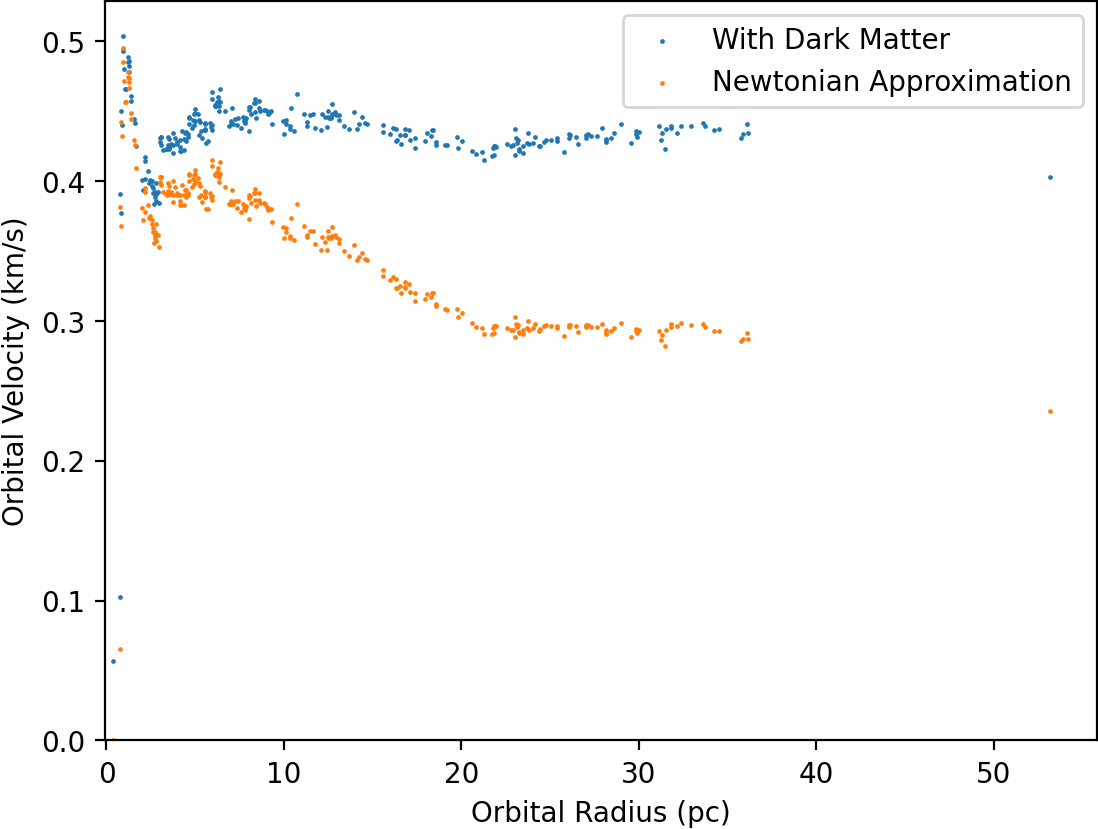 With Dark Matter
Newtonian Approximation
Orbital Velocity (km/s)
0.5
0.4
0.3
0.2
0.1
0.0
0 10 20 30 40 50
Orbital Radius (pc)